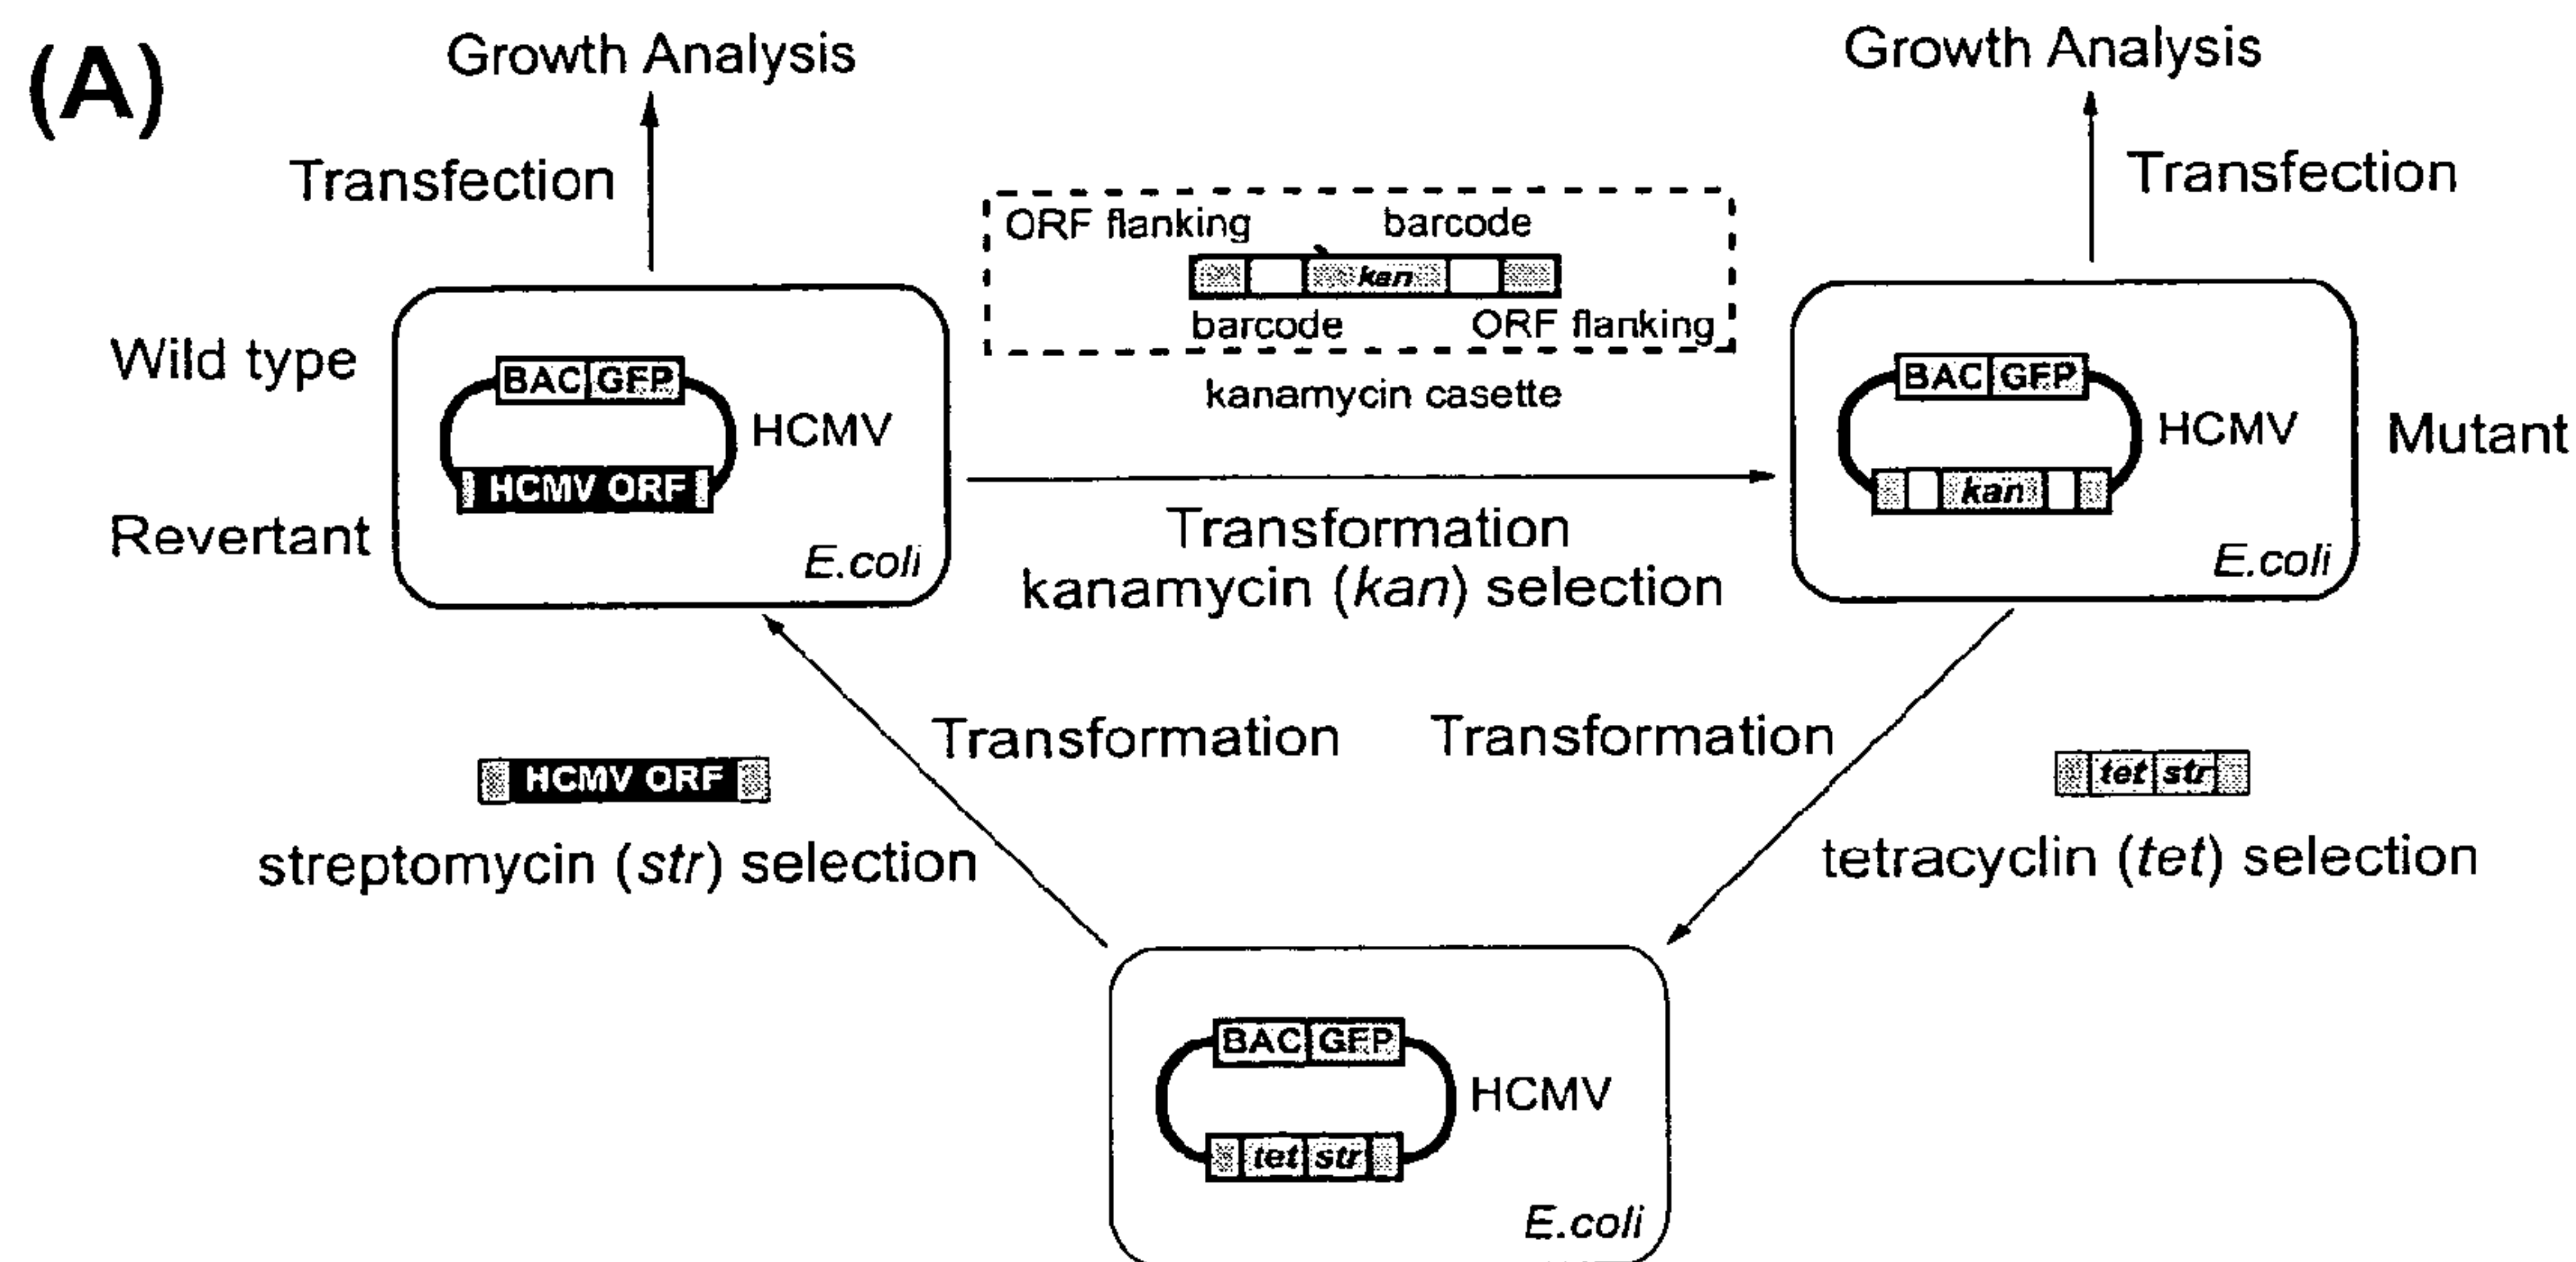 (A)
Growth Analysis
Growth Analysis
Transfection
Transfection
ORF flanking barcode
kan
barcode ORF flanking
kanamycin casette
Wild type
Revertant
BAC GFP
HCMV
HCMV ORF
E.coli
BAC GFP
HCMV
kan
E.coli
Mutant
Transformation
kanamycin (kan) selection
Transformation
Transformation
HCMV ORF
streptomycin (str) selection
tet str
tetracyclin (tet) selection
BAC GFP
HCMV
tet str
E.coli